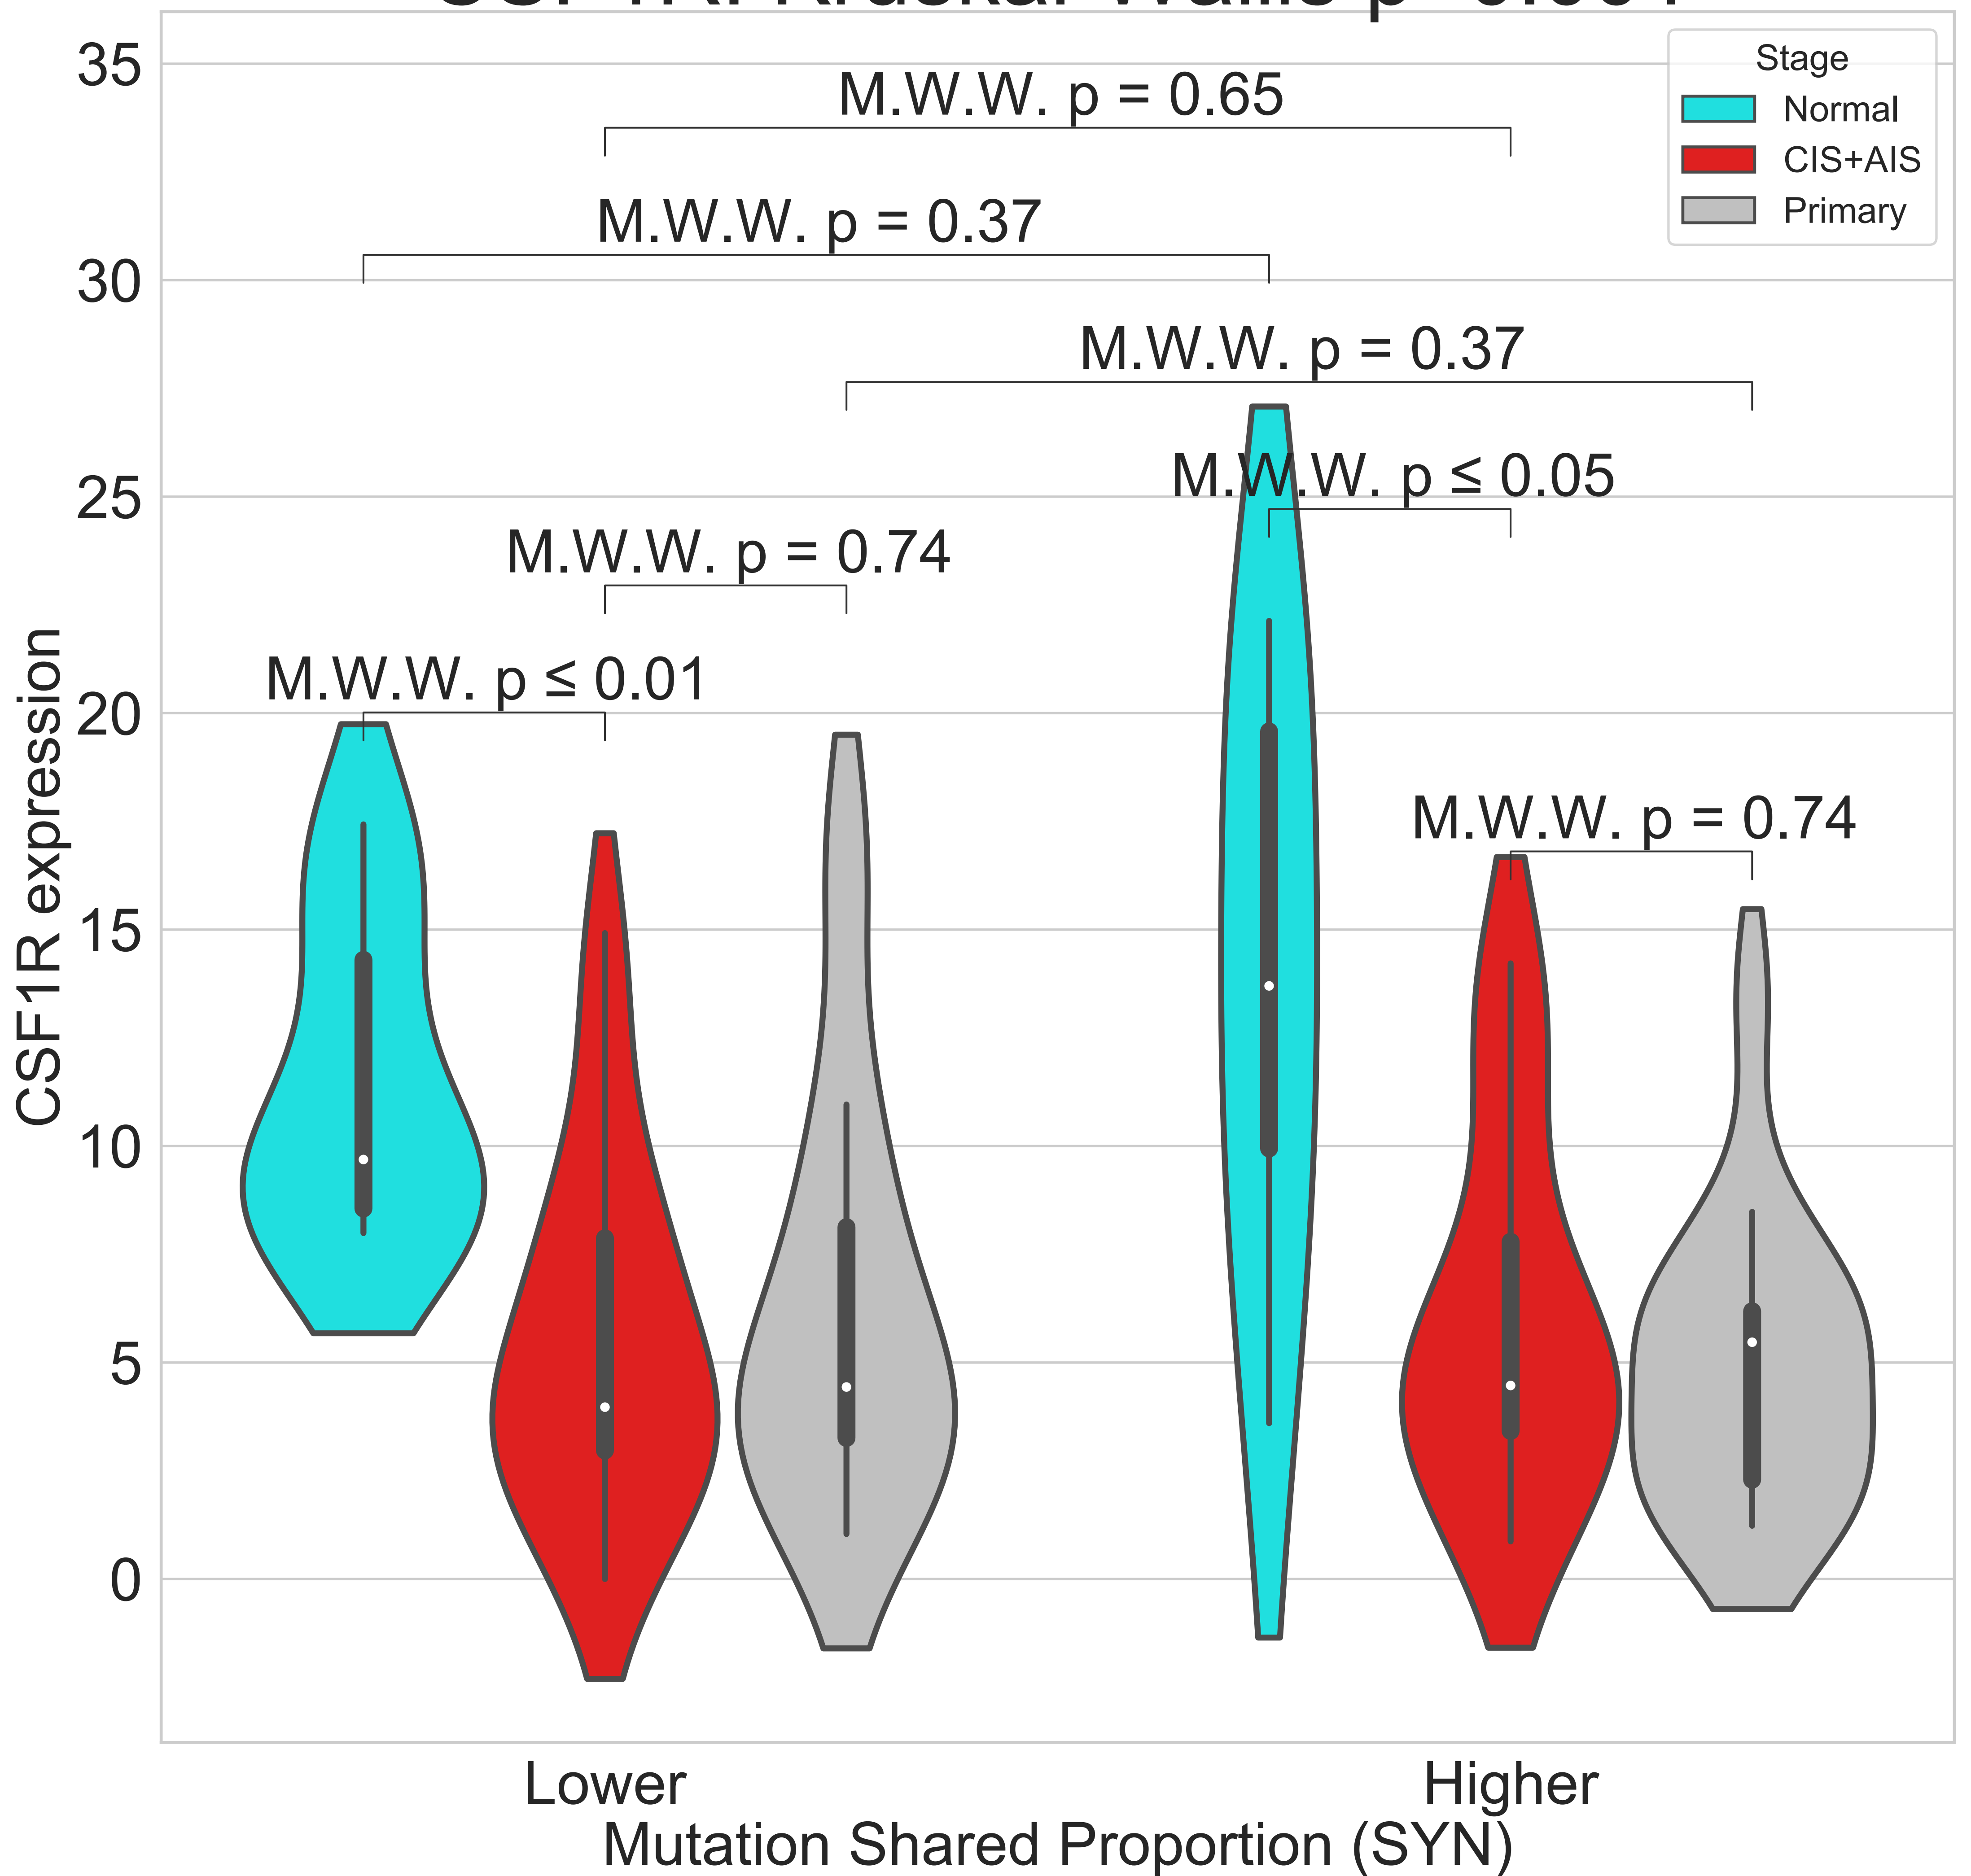 35
30
25
20
15
10
5
0
CSF1R expression
M.W.W. p = 0.65
M.W.W. p = 0.37
M.W.W. p = 0.37
M.W.W. p ≤ 0.05
M.W.W. p = 0.74
M.W.W. p ≤ 0.01
M.W.W. p = 0.74
Stage
Normal
CIS+AIS
Primary
Lower
Higher
Mutation Shared Proportion (SYN)